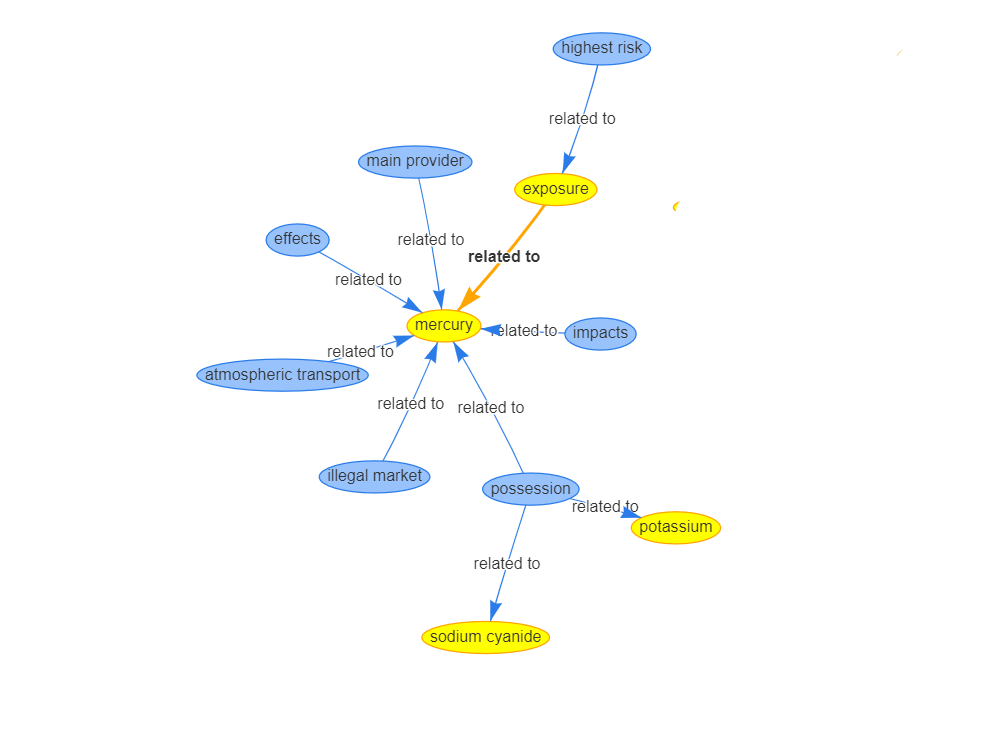 highest risk
related to
main provider
exposure
effects
related to
related to
related to
mercury
related to
impacts
related to
atmospheric transport
related to
related to
illegal market
possession
related to
potassium
related to
sodium cyanide